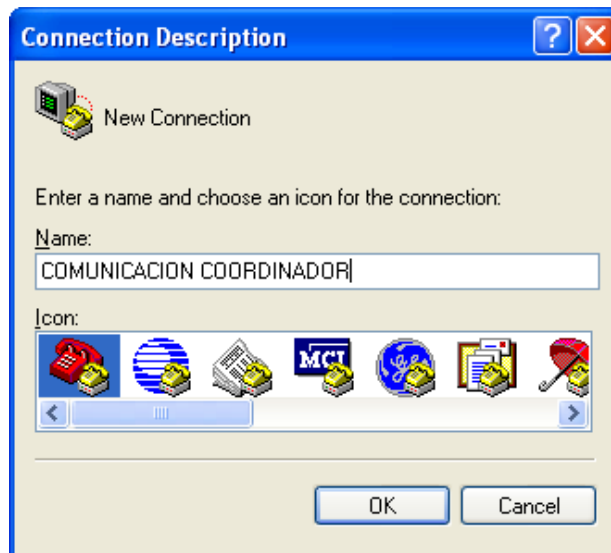 Connection Description
New Connection
Enter a name and choose an icon for the connection:
Name:
COMUNICACION COORDINADOR
Icon:
MCI
OK Cancel